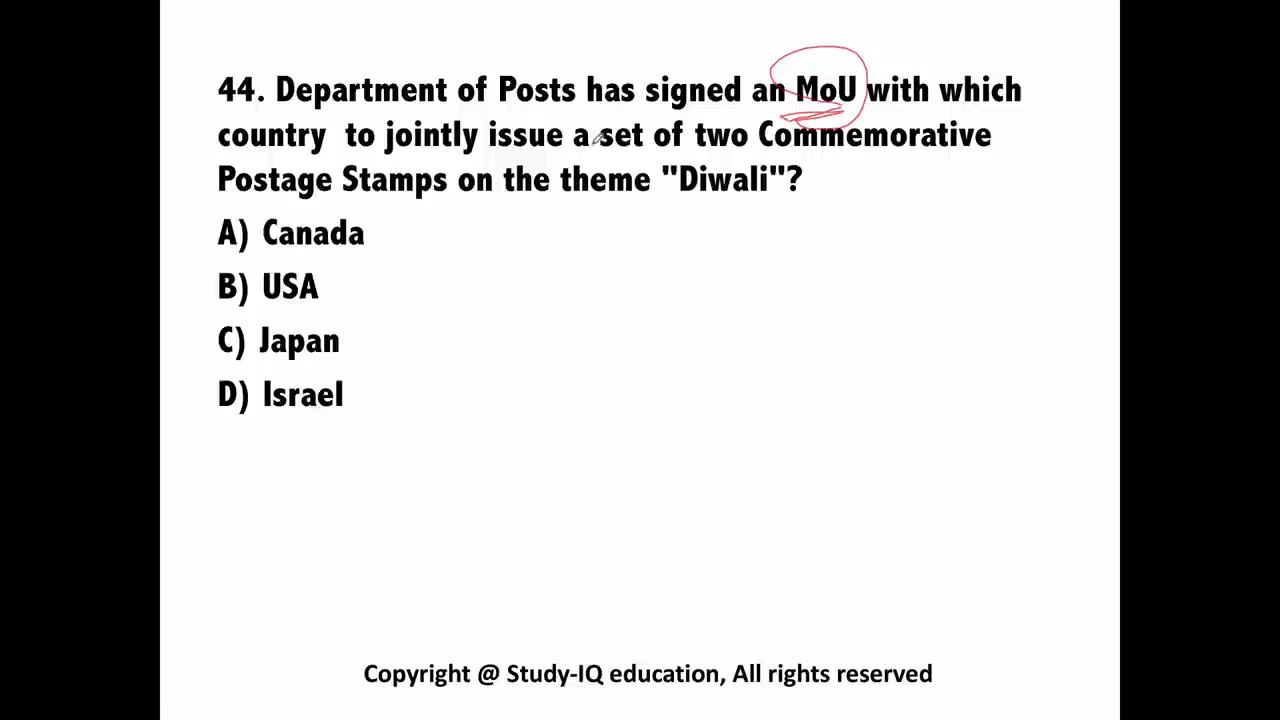 44. Department of Posts has signed an MoU with which
country to jointly issue a set of two Commemorative
Postage Stamps on the theme "Diwali"?
A) Canada
B) USA
C) Japan
D) Israel
Copyright @ Study-IQ education, All rights reserved